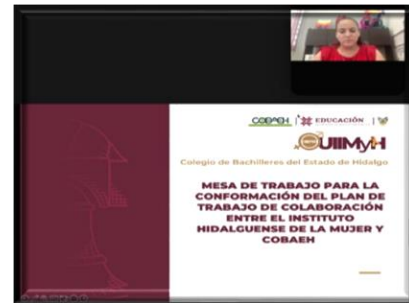 COBAEH EDUCACIÓN
UIIMyH
Colegio de Bachilleres del Estado de Hidalgo
MESA DE TRABAJO PARA LA
CONFORMACIÓN DEL PLAN DE
TRABAJO DE COLABORACIÓN
ENTRE EL INSTITUTO
HIDALGUENSE DE LA MUJER Y
COBAEH